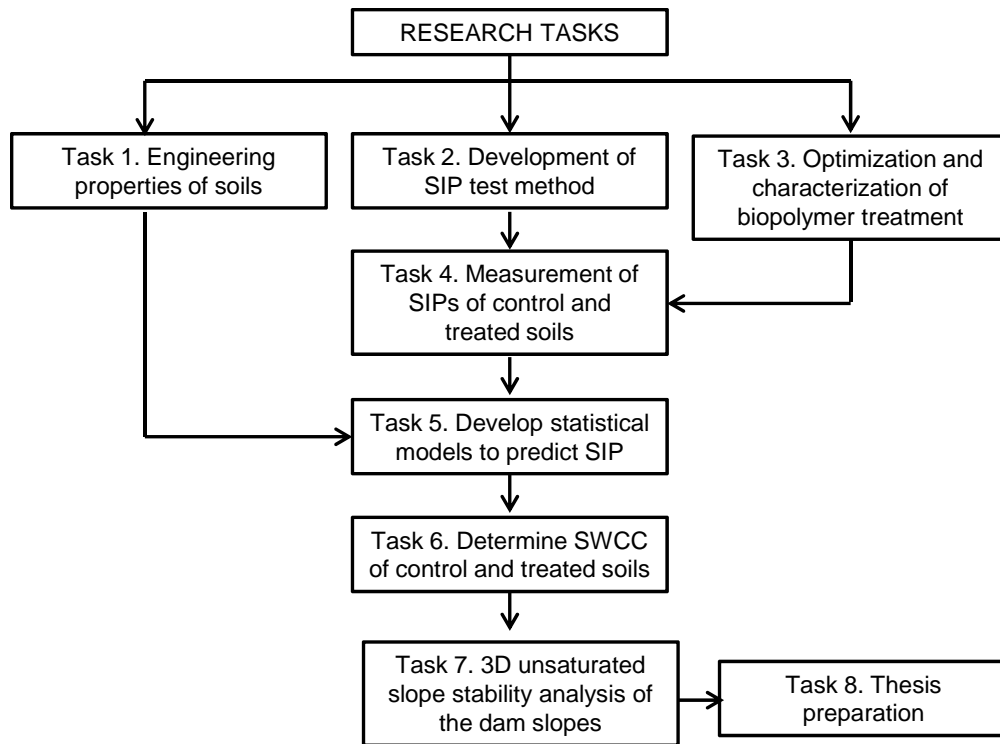 RESEARCH TASKS
Task 1. Engineering
properties of soils
Task 2. Development of
SIP test method
Task 3. Optimization and
characterization of
biopolymer treatment
Task 4. Measurement of
SIPs of control and
treated soils
Task 5. Develop statistical
models to predict SIP
Task 6. Determine SWCC
of control and treated soils
Task 7. 3D unsaturated
slope stability analysis of
the dam slopes
Task 8. Thesis
preparation